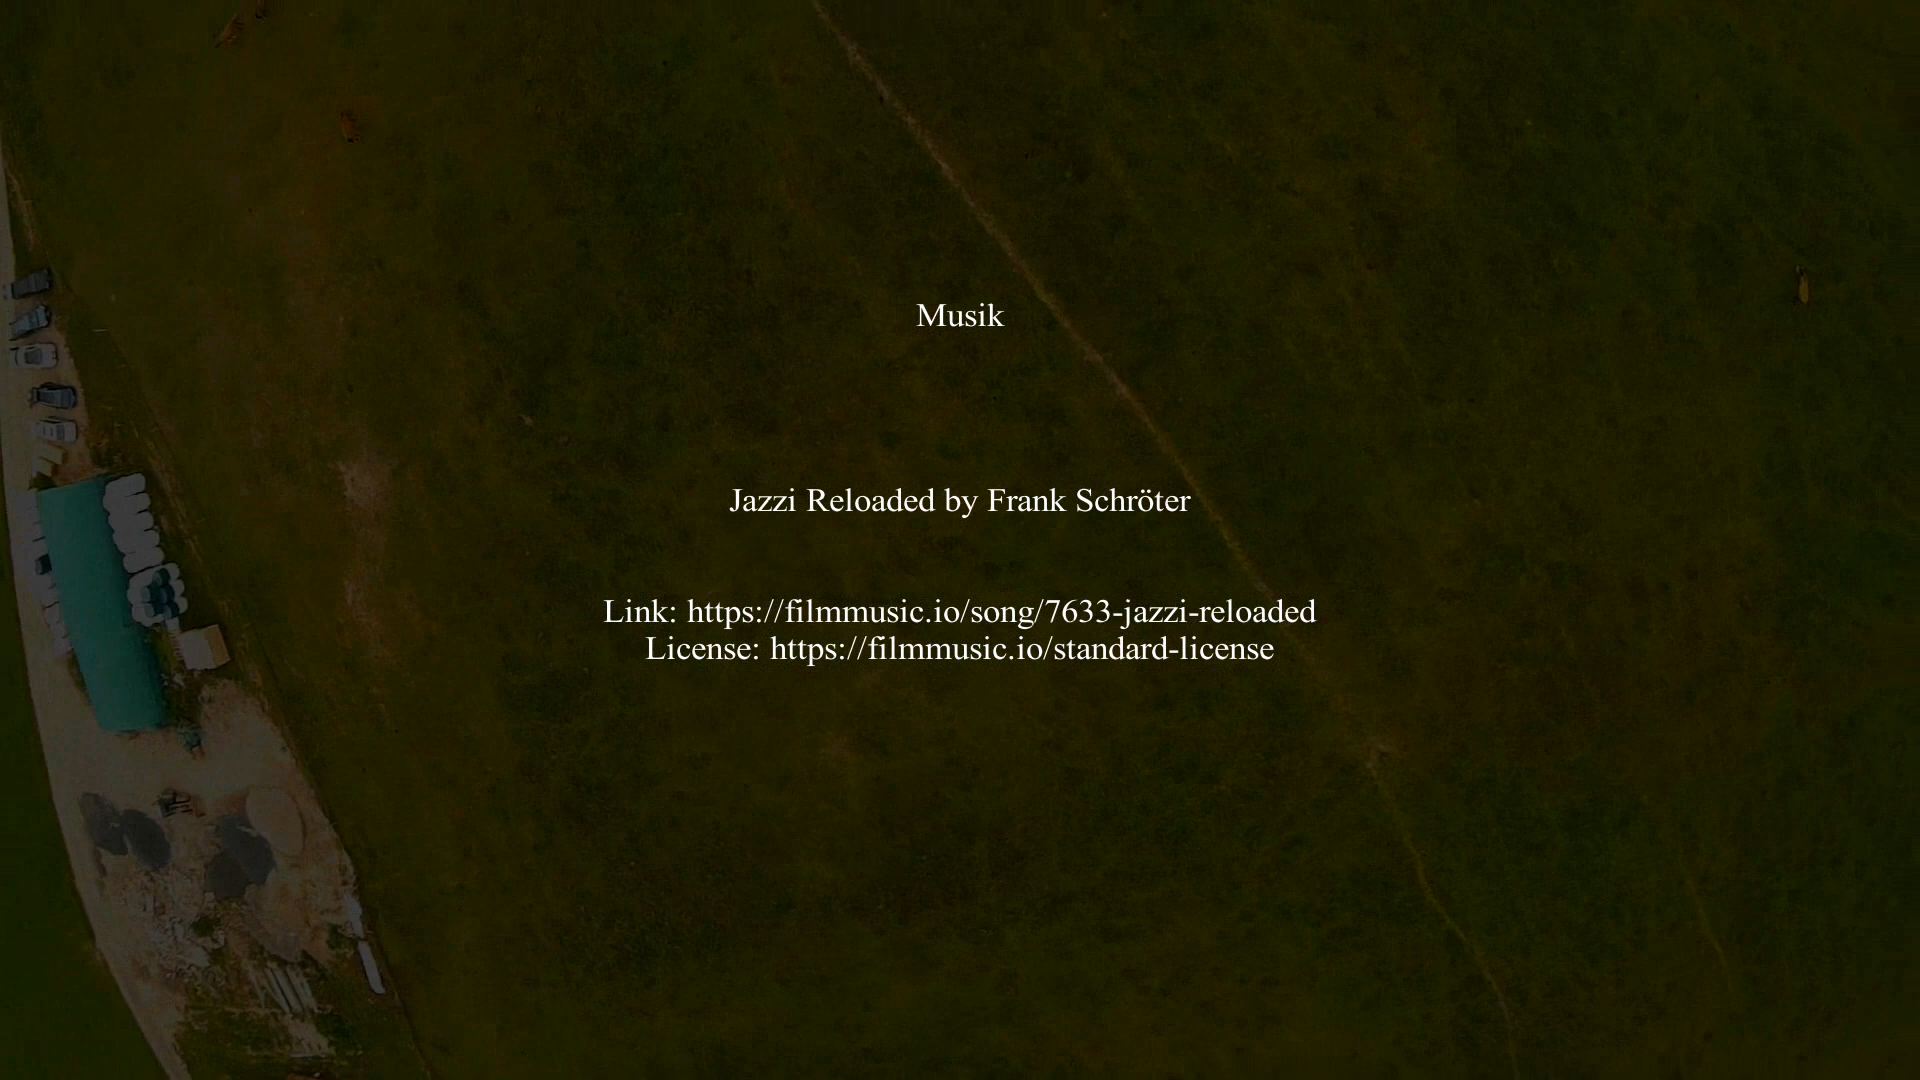 Musik
Jazzi Reloaded by Frank Schröter
Link: https://filmmusic.io/song/7633-jazzi-reloaded
License: https://filmmusic.io/standard-license